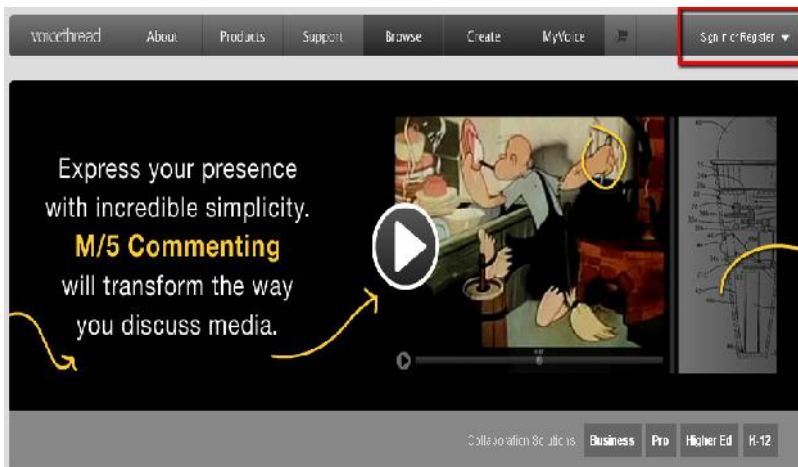 voicethread About Products Support Browse Create MyVoice Sign in or Register
Express your presence
with incredible simplicity.
M/5 Commenting
will transform the way
you discuss media.
Collaboration Solutions Business Pro Higher Ed K-12